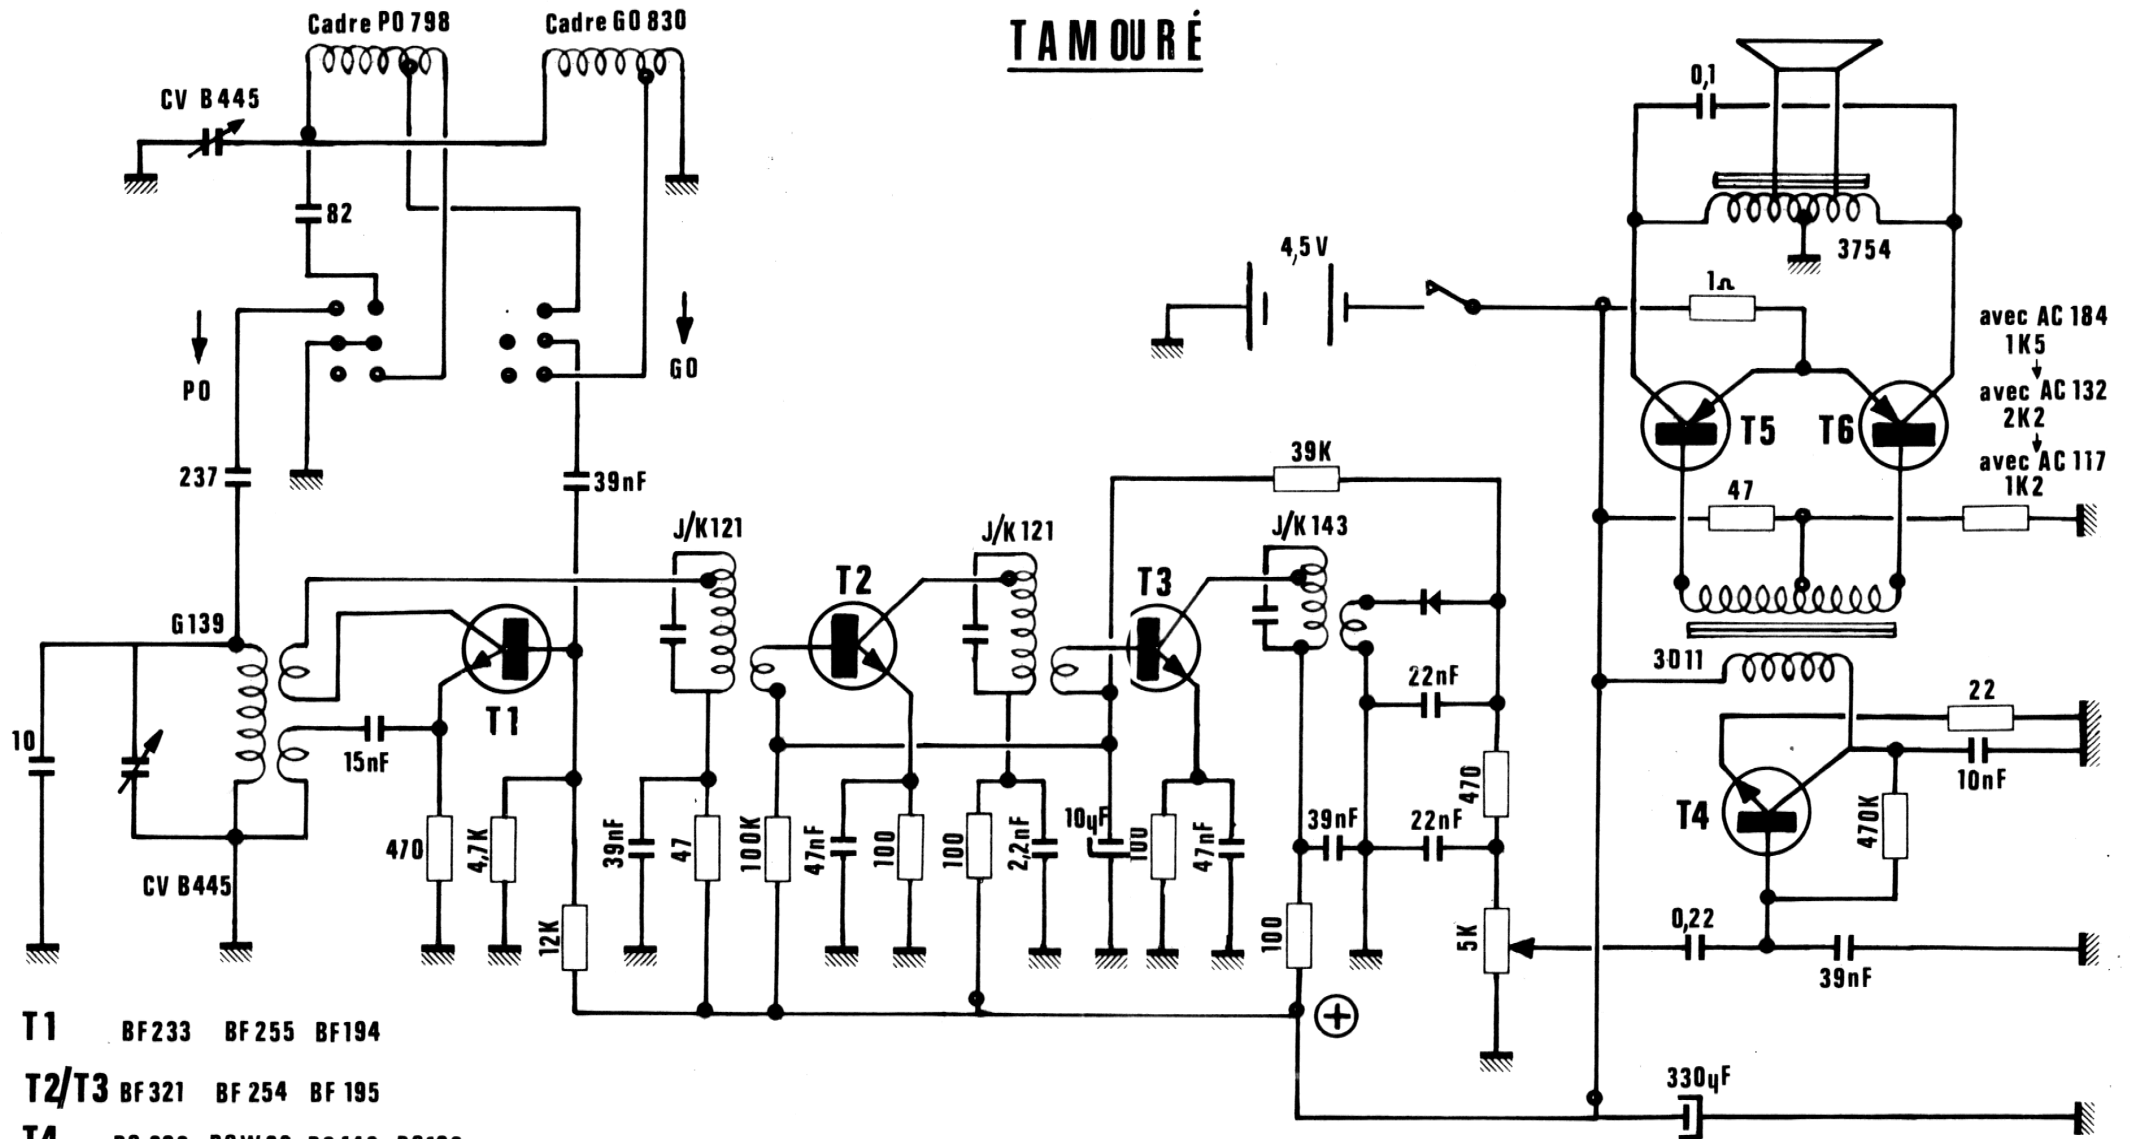 TAMOURÉ
Cadre PO 798
Cadre GO 830
CV B445
82
PO
GO
237
39nF
4,5V
0,1
3754
1Ω
avec AC 184
1K5
avec AC 132
2K2
avec AC 117
1K2
T5
T6
39K
47
J/K121
J/K121
J/K143
G139
T1
T2
T3
15nF
10
CV B445
470
4,7K
12K
39nF
47
100K
47nF
100
100
2,2nF
10µF
100
47nF
22nF
39nF
22nF
470
100
5K
3011
22
10nF
T4
470K
0,22
39nF
+
330µF
T1 BF233 BF255 BF194
T2/T3 BF321 BF254 BF195
T4